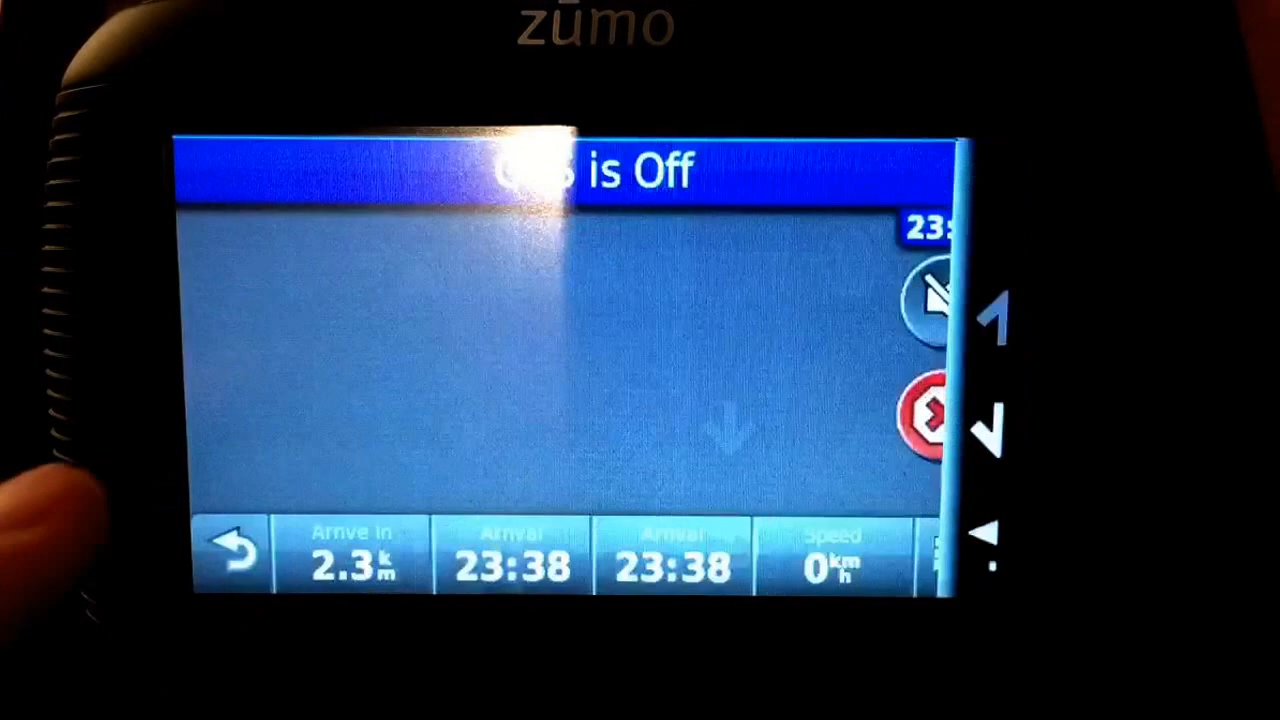 zūmo
is Off
23:
Arrive In
Arrival
Arrival
Speed
2.3 km
23:38
23:38
0 km/h